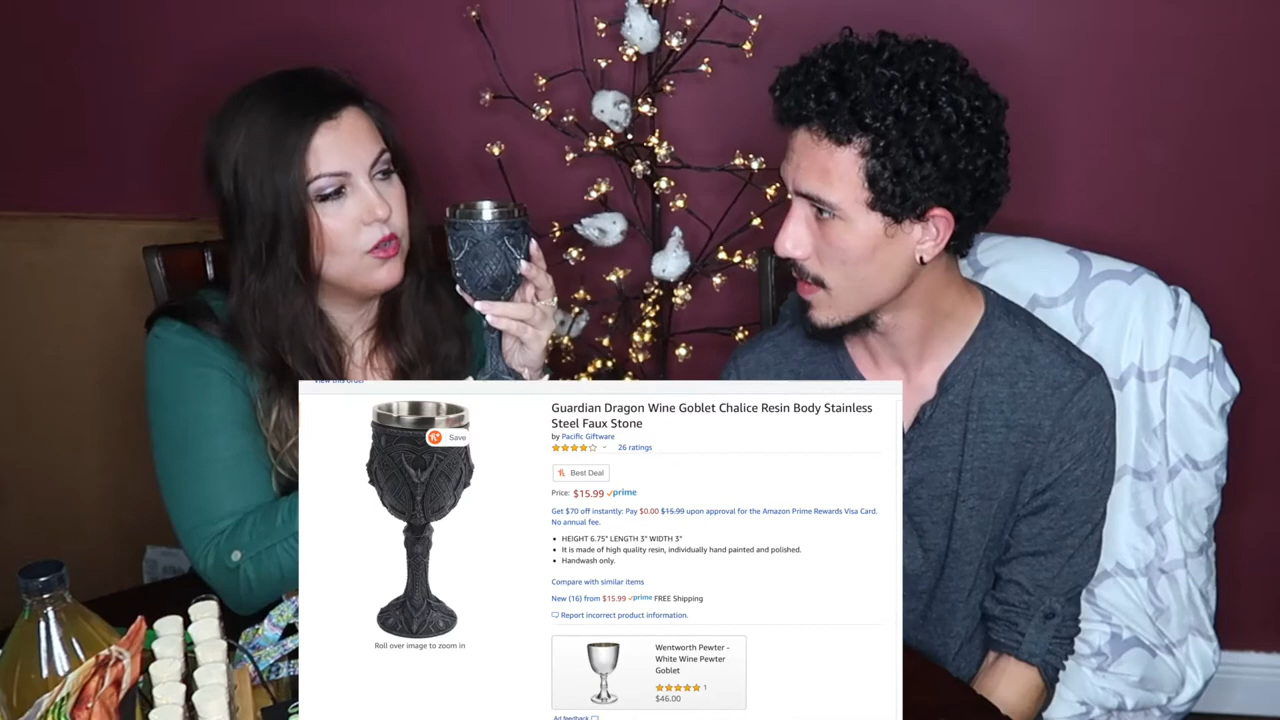 View this order
Guardian Dragon Wine Goblet Chalice Resin Body Stainless
Steel Faux Stone
by Pacific Giftware
26 ratings
Save
Best Deal
Price: $15.99 prime
Get $70 off instantly: Pay $0.00 $15.99 upon approval for the Amazon Prime Rewards Visa Card.
No annual fee.
• HEIGHT 6.75" LENGTH 3" WIDTH 3"
• It is made of high quality resin, individually hand painted and polished.
• Handwash only.
Compare with similar items
New (16) from $15.99 prime FREE Shipping
Report incorrect product information.
Roll over image to zoom in
Wentworth Pewter -
White Wine Pewter
Goblet
1
$46.00
Ad feedback